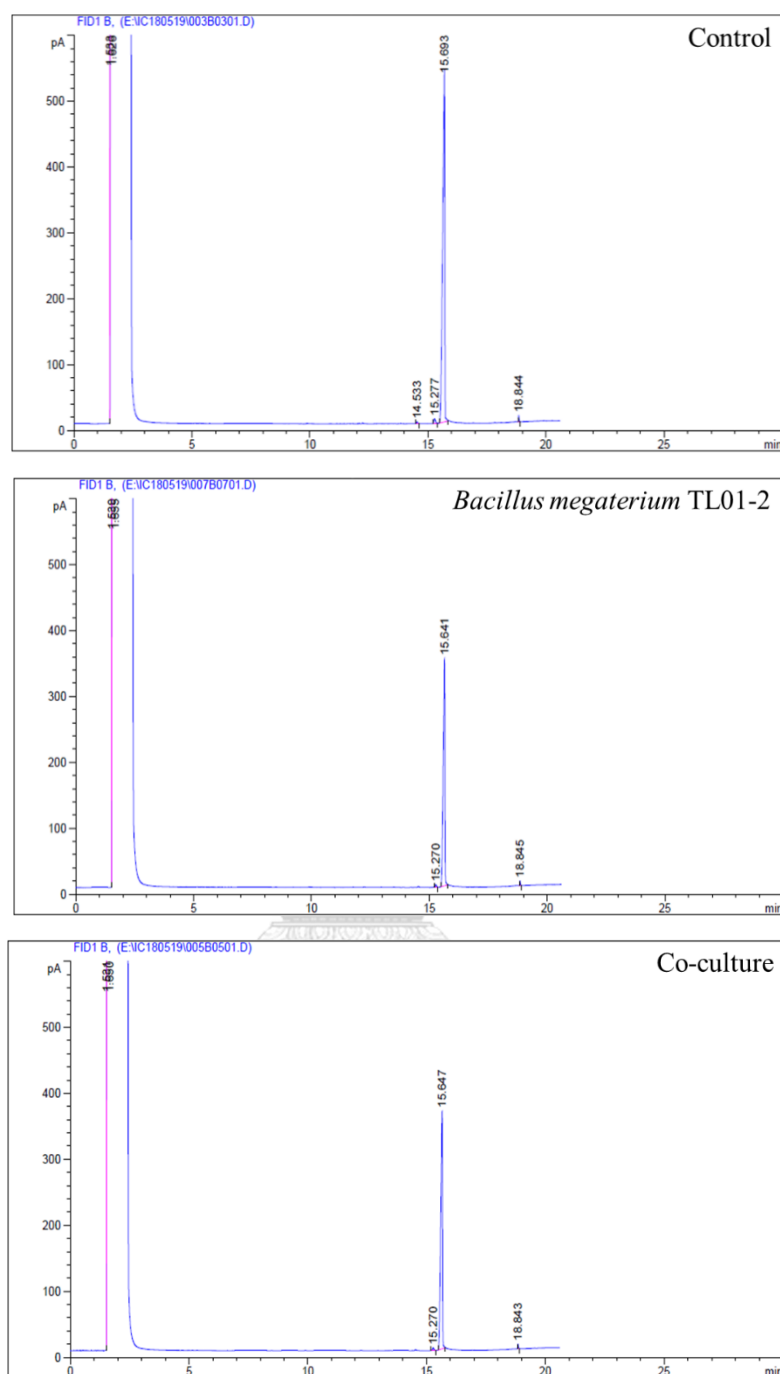 FID1 B, (E:\IC180519\003B0301.D)
pA
Control
15.693
500
400
300
200
100
14.533
15.277
18.844
0
0 5 10 15 20 25 min
FID1 B, (E:\IC180519\007B0701.D)
pA
Bacillus megaterium TL01-2
500
15.641
400
300
200
100
15.270
18.845
0
0 5 10 15 20 25 min
FID1 B, (E:\IC180519\005B0501.D)
pA
Co-culture
500
400
15.647
300
200
100
15.270
18.843
0
0 5 10 15 20 25 min